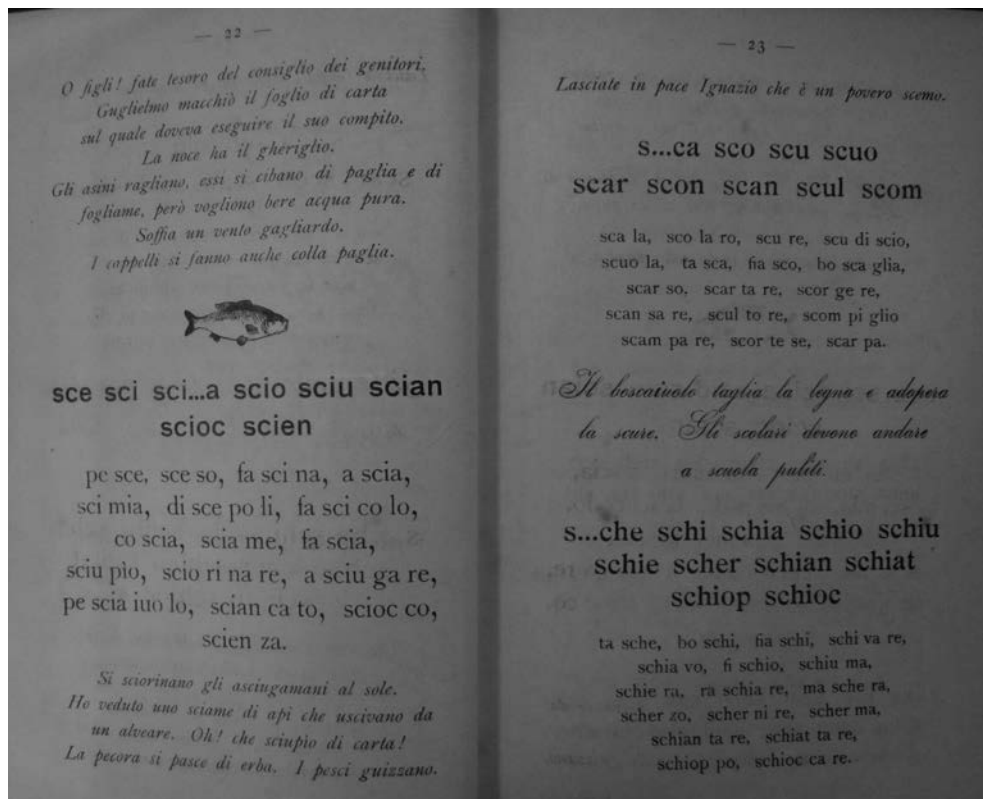 — 22 —
O figli! fate tesoro del consiglio dei genitori.
Guglielmo macchiò il foglio di carta
sul quale doveva eseguire il suo compito.
La noce ha il gheriglio.
Gli asini ragliano, essi si cibano di paglia e di
fogliame, però vogliono bere acqua pura.
Soffia un vento gagliardo.
I cappelli si fanno anche colla paglia.
sce sci sci...a scio sciu scian
scioc scien
pe sce, sce so, fa sci na, a scia,
sci mia, di sce po li, fa sci co lo,
co scia, scia me, fa scia,
sciu pìo, scio ri na re, a sciu ga re,
pe scia iuo lo, scian ca to, scioc co,
scien za.
Si sciorinano gli asciugamani al sole.
Ho veduto uno sciame di api che uscivano da
un alveare. Oh! che sciupìo di carta!
La pecora si pasce di erba. I pesci guizzano.
— 23 —
Lasciate in pace Ignazio che è un povero scemo.
s...ca sco scu scuo
scar scon scan scul scom
sca la, sco la ro, scu re, scu di scio,
scuo la, ta sca, fia sco, bo sca glia,
scar so, scar ta re, scor ge re,
scan sa re, scul to re, scom pi glio
scam pa re, scor te se, scar pa.
Il boscaiuolo taglia la legna e adopera
la scure. Gli scolari devono andare
a scuola puliti.
s...che schi schia schio schiu
schie scher schian schiat
schiop schioc
ta sche, bo schi, fia schi, schi va re,
schia vo, fi schio, schiu ma,
schie ra, ra schia re, ma sche ra,
scher zo, scher ni re, scher ma,
schian ta re, schiat ta re,
schiop po, schioc ca re.